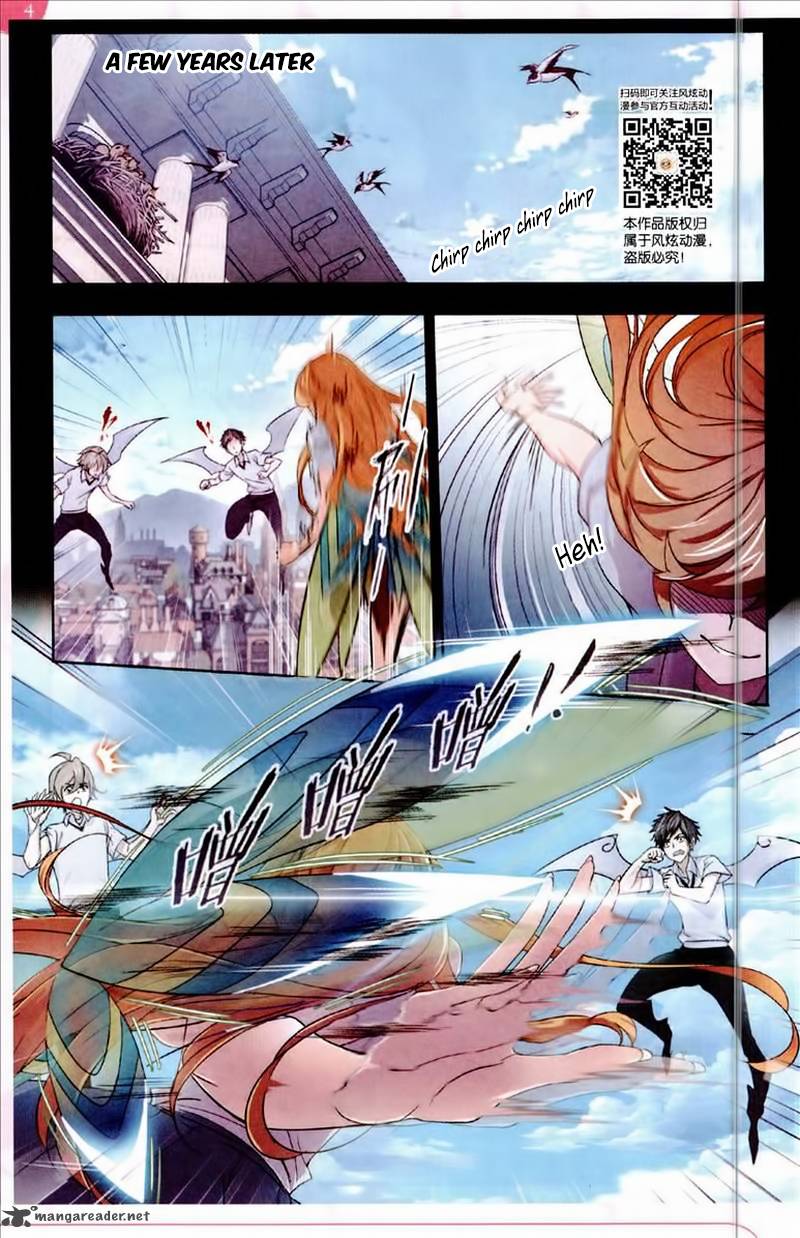 4
A FEW YEARS LATER
扫码即可关注风炫动
漫参与官方互动活动!
chirp chirp chirp chirp
本作品版权归
属于风炫动漫，
盗版必究！
刷
Heh!
噌噌噌噌!!
mangareader.net